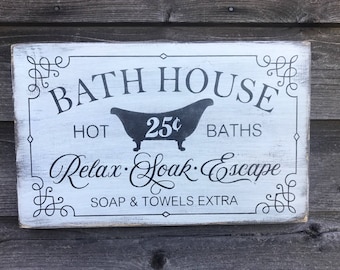 BATH HOUSE
HOT 25¢ BATHS
Relax · Soak · Escape
SOAP & TOWELS EXTRA